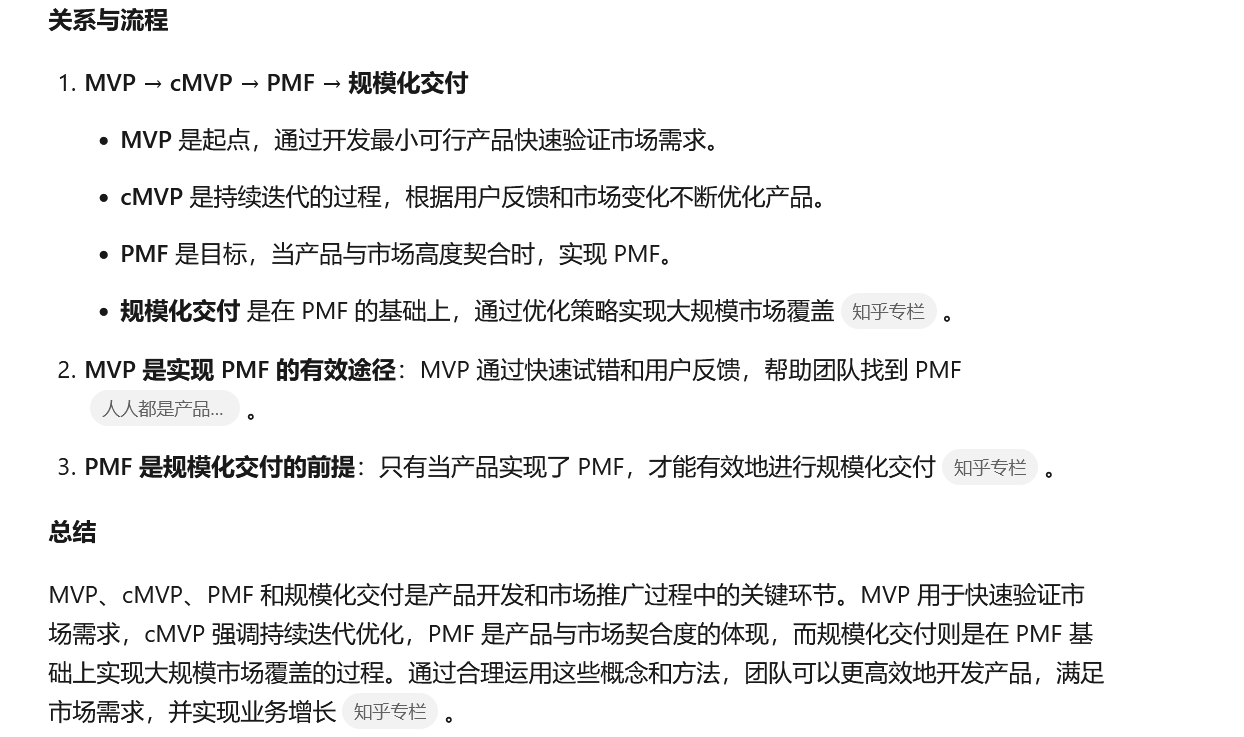 关系与流程
1. MVP → cMVP → PMF → 规模化交付
• MVP 是起点，通过开发最小可行产品快速验证市场需求。
• cMVP 是持续迭代的过程，根据用户反馈和市场变化不断优化产品。
• PMF 是目标，当产品与市场高度契合时，实现 PMF。
• 规模化交付 是在 PMF 的基础上，通过优化策略实现大规模市场覆盖 知乎专栏 。
2. MVP 是实现 PMF 的有效途径：MVP 通过快速试错和用户反馈，帮助团队找到 PMF
人人都是产品... 。
3. PMF 是规模化交付的前提：只有当产品实现了 PMF，才能有效地进行规模化交付 知乎专栏 。
总结
MVP、cMVP、PMF 和规模化交付是产品开发和市场推广过程中的关键环节。MVP 用于快速验证市
场需求，cMVP 强调持续迭代优化，PMF 是产品与市场契合度的体现，而规模化交付则是在 PMF 基
础上实现大规模市场覆盖的过程。通过合理运用这些概念和方法，团队可以更高效地开发产品，满足
市场需求，并实现业务增长 知乎专栏 。